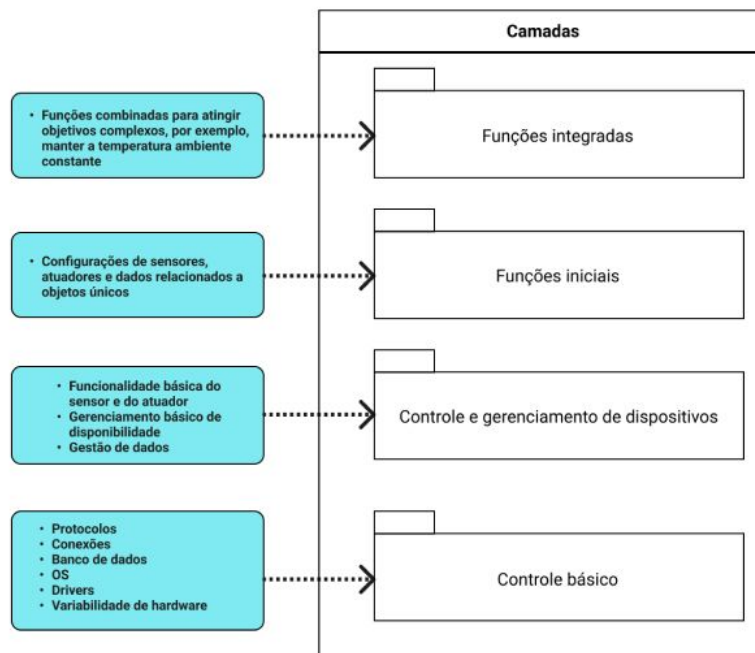 Camadas
• Funções combinadas para atingir
objetivos complexos, por exemplo,
manter a temperatura ambiente
constante
Funções integradas
• Configurações de sensores,
atuadores e dados relacionados a
objetos únicos
Funções iniciais
• Funcionalidade básica do
sensor e do atuador
• Gerenciamento básico de
disponibilidade
• Gestão de dados
Controle e gerenciamento de dispositivos
• Protocolos
• Conexões
• Banco de dados
• OS
• Drivers
• Variabilidade de hardware
Controle básico